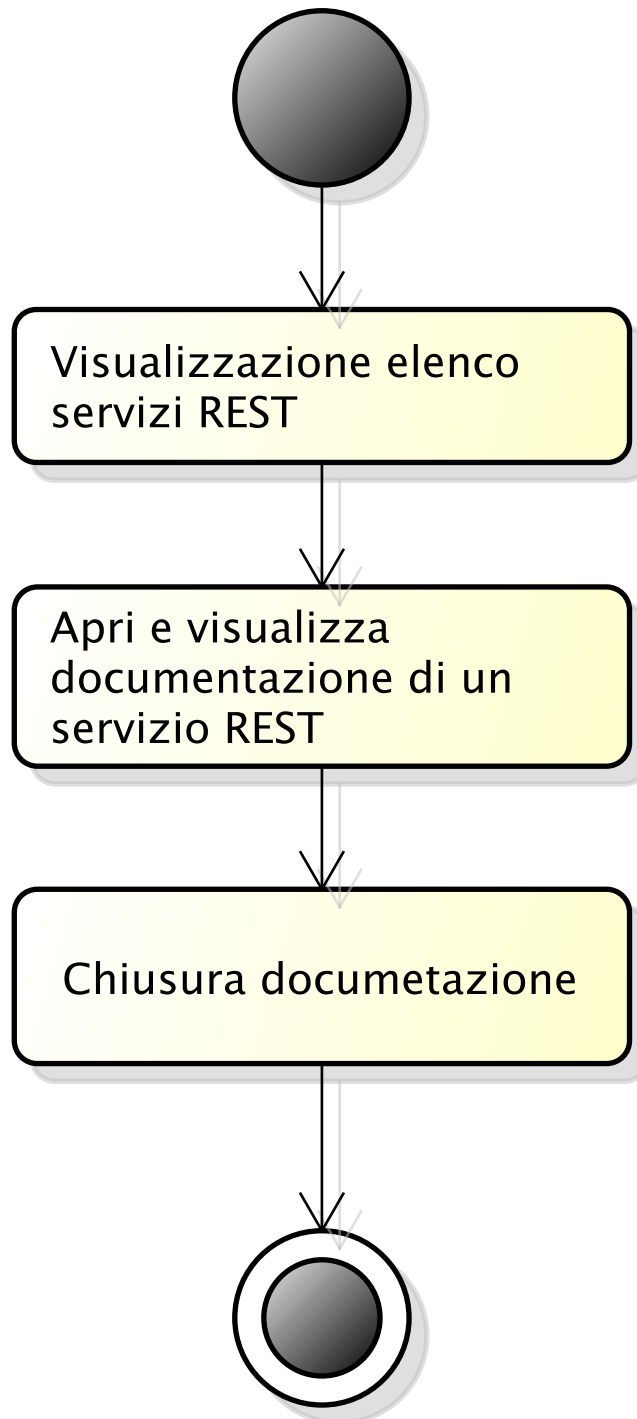 Visualizzazione elenco
servizi REST
Apri e visualizza
documentazione di un
servizio REST
Chiusura documetazione